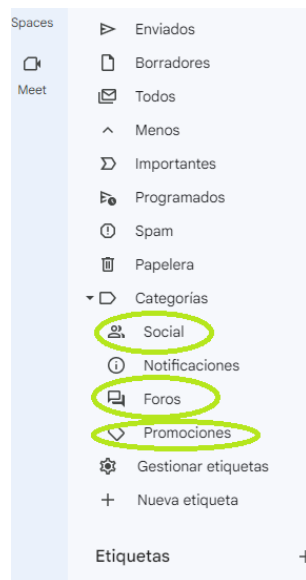 Spaces
Enviados
Borradores
Meet
Todos
Menos
Importantes
Programados
Spam
Papelera
Categorías
Social
Notificaciones
Foros
Promociones
Gestionar etiquetas
Nueva etiqueta
Etiquetas